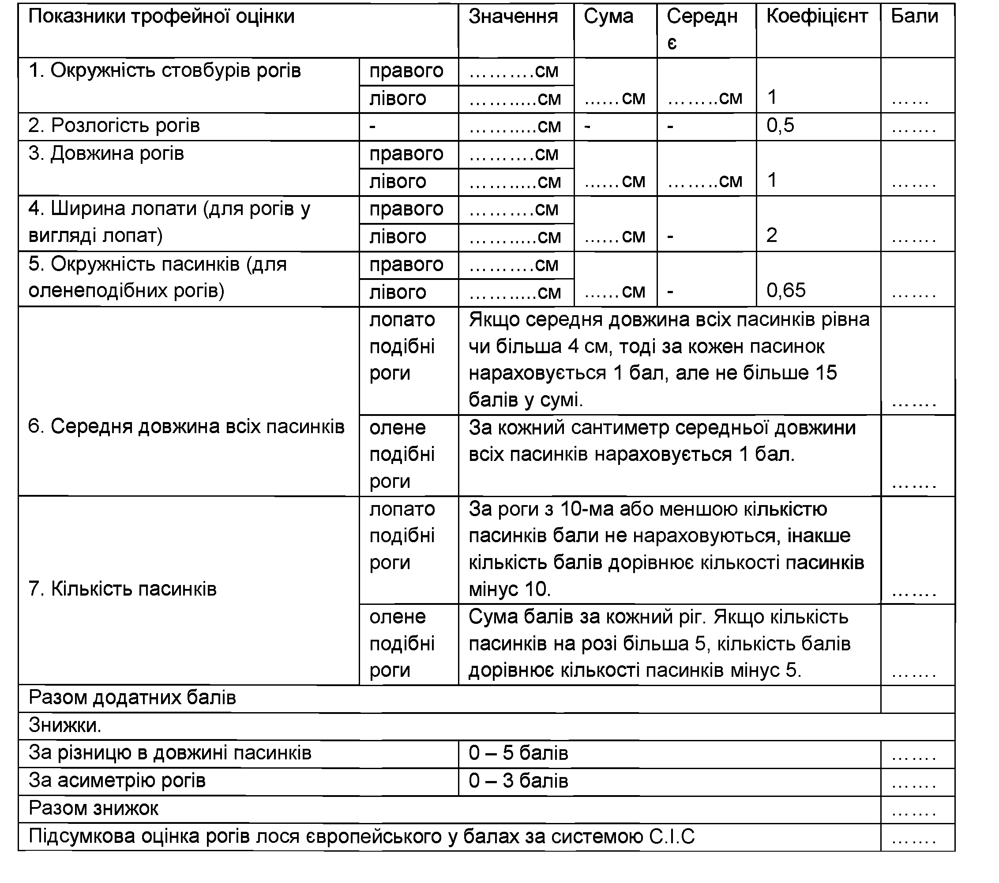 Показники трофейної оцінки Значення Сума Середн Коефіцієнт Бали
є
1. Окружність стовбурів рогів правого ……….см
лівого ……......см ......см ……..см 1 ……
2. Розлогість рогів - ……......см - - 0,5 …….
3. Довжина рогів правого ……….см
лівого ……......см ......см ……..см 1 …….
4. Ширина лопати (для рогів у правого ……….см
вигляді лопат) лівого ……......см ......см - 2 …….
5. Окружність пасинків (для правого ……….см
оленеподібних рогів) лівого ……......см ......см - 0,65 …….
лопато Якщо середня довжина всіх пасинків рівна
подібні чи більша 4 см, тоді за кожен пасинок
роги нараховується 1 бал, але не більше 15
балів у сумі. …….
6. Середня довжина всіх пасинків олене За кожний сантиметр середньої довжини
подібні всіх пасинків нараховується 1 бал.
роги …….
лопато За роги з 10-ма або меншою кількістю
подібні пасинків бали не нараховуються, інакше
роги кількість балів дорівнює кількості пасинків
7. Кількість пасинків мінус 10. …….
олене Сума балів за кожний ріг. Якщо кількість
подібні пасинків на розі більша 5, кількість балів
роги дорівнює кількості пасинків мінус 5. …….
Разом додатних балів
Знижки.
За різницю в довжині пасинків 0 – 5 балів …….
За асиметрію рогів 0 – 3 балів …….
Разом знижок …….
Підсумкова оцінка рогів лося європейського у балах за системою С.І.С …….